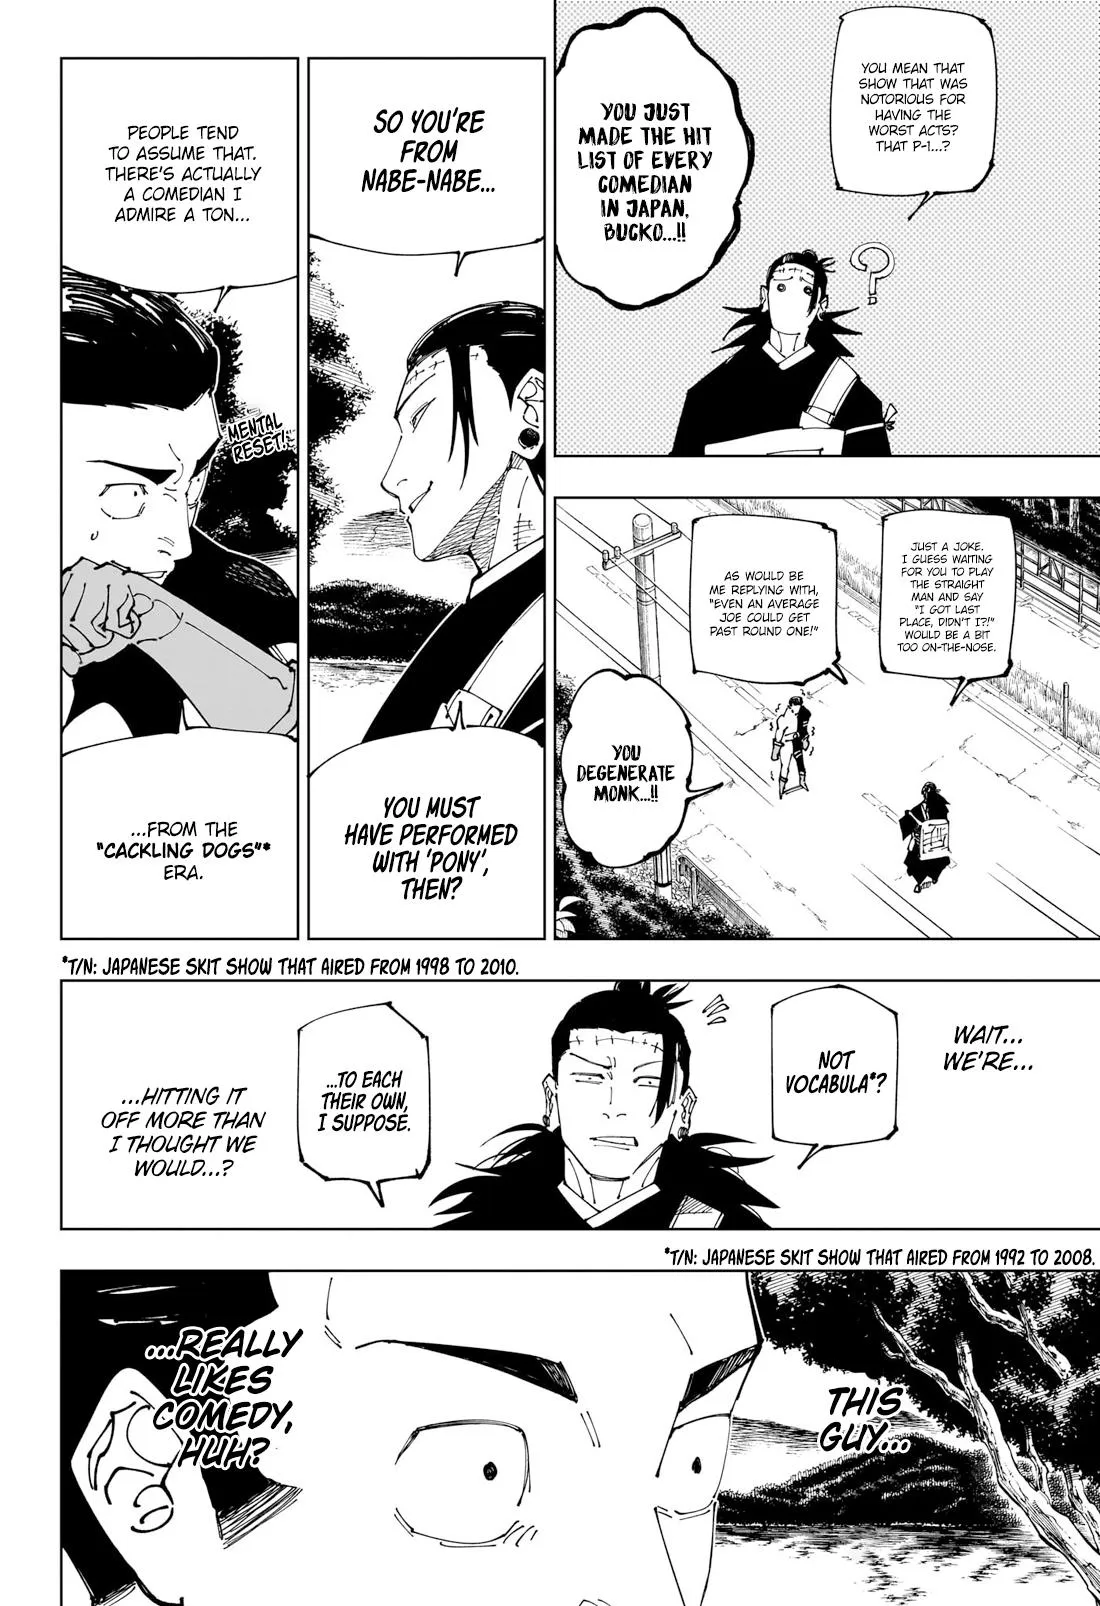 YOU MEAN THAT
SHOW THAT WAS
NOTORIOUS FOR
HAVING THE
WORST ACTS?
THAT P-1...?
YOU JUST
MADE THE HIT
LIST OF EVERY
COMEDIAN
IN JAPAN,
BUCKO...!!
JUST A JOKE.
I GUESS WAITING
FOR YOU TO PLAY
THE STRAIGHT
MAN AND SAY
"I GOT LAST
PLACE, DIDN'T I?!"
WOULD BE A BIT
TOO ON-THE-NOSE.
AS WOULD BE
ME REPLYING WITH,
"EVEN AN AVERAGE
JOE COULD GET
PAST ROUND ONE!"
YOU
DEGENERATE
MONK...!!
SO YOU'RE
FROM
NABE-NABE...
YOU MUST
HAVE PERFORMED
WITH 'PONY',
THEN?
PEOPLE TEND
TO ASSUME THAT.
THERE'S ACTUALLY
A COMEDIAN I
ADMIRE A TON...
MENTAL
RESET!
...FROM THE
"CACKLING DOGS"*
ERA.
*T/N: JAPANESE SKIT SHOW THAT AIRED FROM 1998 TO 2010.
WAIT...
WE'RE...
NOT
VOCABULA*?
...TO EACH
THEIR OWN,
I SUPPOSE.
...HITTING IT
OFF MORE THAN
I THOUGHT WE
WOULD...?
*T/N: JAPANESE SKIT SHOW THAT AIRED FROM 1992 TO 2008.
THIS
GUY...
...REALLY
LIKES
COMEDY,
HUH?